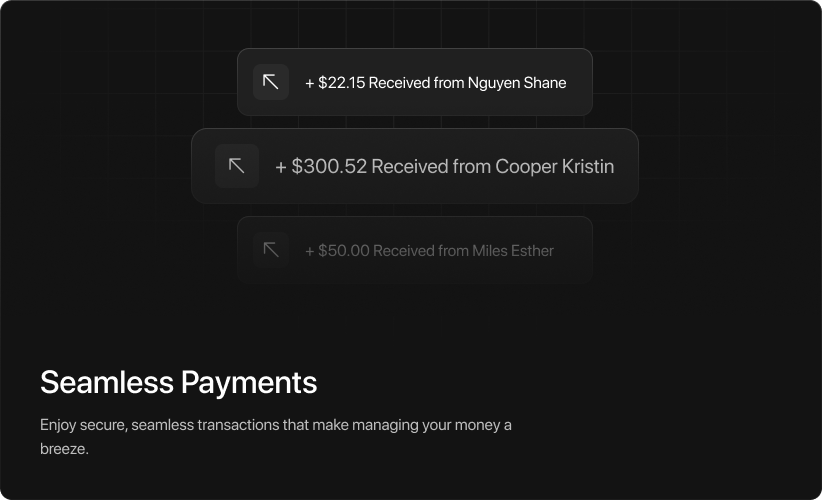 + $22.15 Received from Nguyen Shane
+ $300.52 Received from Cooper Kristin
+ $50.00 Received from Miles Esther
Seamless Payments
Enjoy secure, seamless transactions that make managing your money a
breeze.